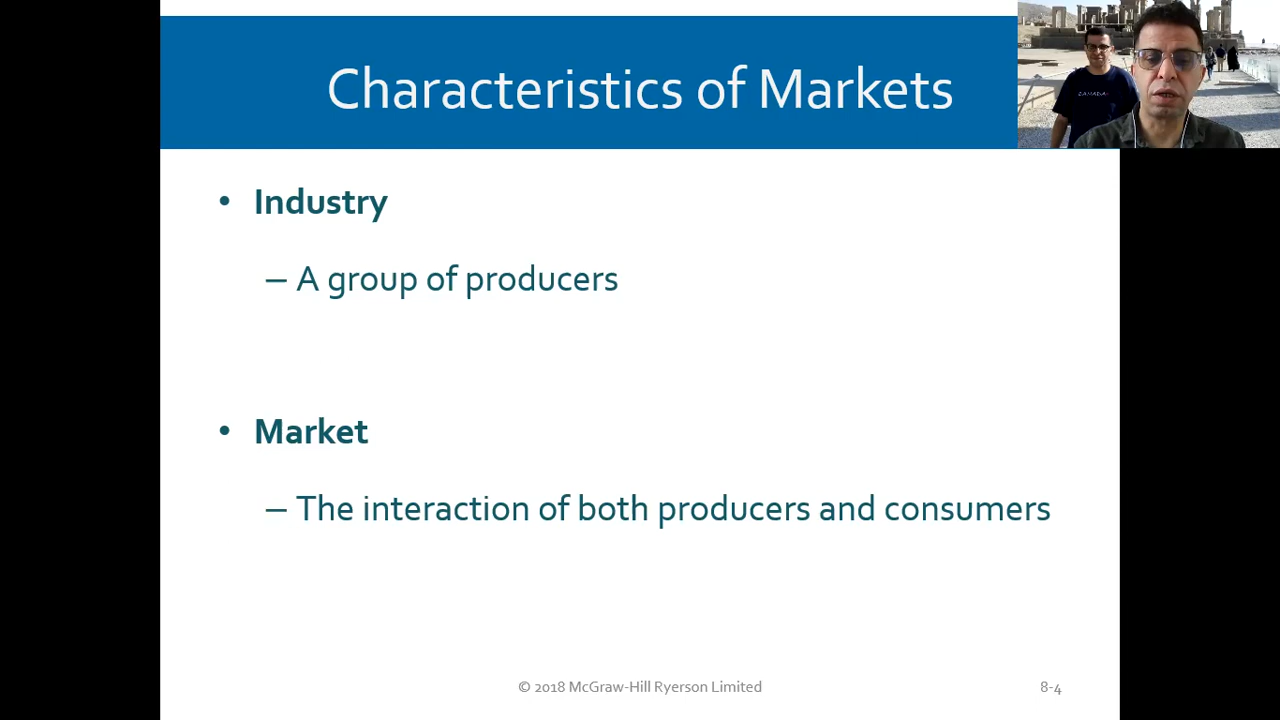 Characteristics of Markets
CANADA
• Industry
– A group of producers
• Market
– The interaction of both producers and consumers
© 2018 McGraw-Hill Ryerson Limited
8-4